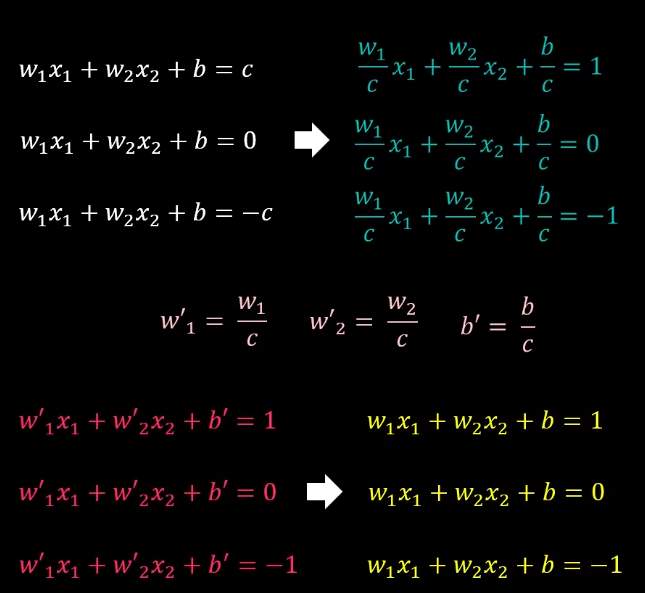 w₁x₁ + w₂x₂ + b = c
w₁/c x₁ + w₂/c x₂ + b/c = 1
w₁x₁ + w₂x₂ + b = 0
w₁/c x₁ + w₂/c x₂ + b/c = 0
w₁x₁ + w₂x₂ + b = −c
w₁/c x₁ + w₂/c x₂ + b/c = −1
w′₁ = w₁/c w′₂ = w₂/c b′ = b/c
w′₁x₁ + w′₂x₂ + b′ = 1
w₁x₁ + w₂x₂ + b = 1
w′₁x₁ + w′₂x₂ + b′ = 0
w₁x₁ + w₂x₂ + b = 0
w′₁x₁ + w′₂x₂ + b′ = −1
w₁x₁ + w₂x₂ + b = −1